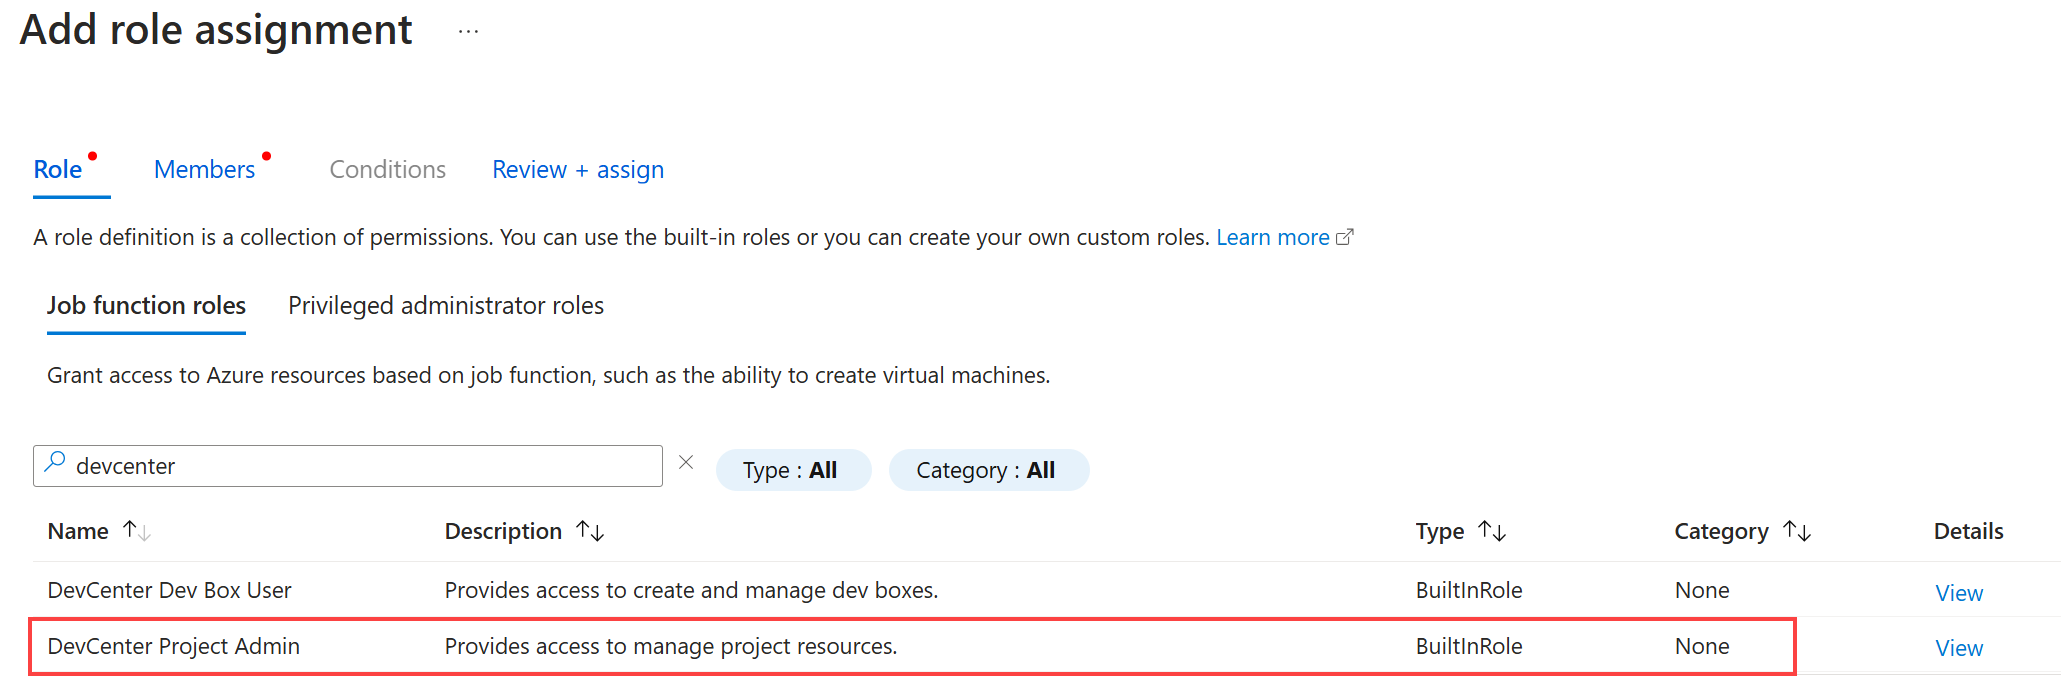 Add role assignment ...
Role Members Conditions Review + assign
A role definition is a collection of permissions. You can use the built-in roles or you can create your own custom roles. Learn more
Job function roles Privileged administrator roles
Grant access to Azure resources based on job function, such as the ability to create virtual machines.
devcenter Type : All Category : All
Name Description Type Category Details
DevCenter Dev Box User Provides access to create and manage dev boxes. BuiltInRole None View
DevCenter Project Admin Provides access to manage project resources. BuiltInRole None View